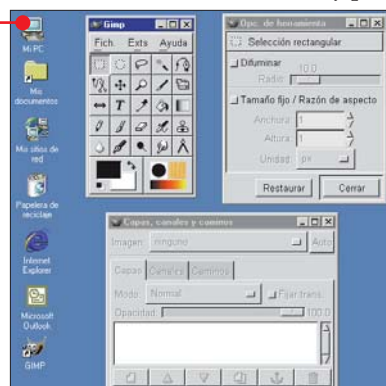 Mi PC
Mis
documentos
Mis sitios de
red
Papelera de
reciclaje
Internet
Explorer
Microsoft
Outlook
GIMP
Gimp
Fich. Exts Ayuda
Opc. de herramienta
Selección rectangular
Difuminar
Radio: 10.0
Tamaño fijo / Razón de aspecto
Anchura: 1
Altura: 1
Unidad: px
Restaurar Cerrar
Capas, canales y caminos
Imagen: ninguno Auto
Capas Canales Caminos
Modo: Normal Fijar trans.
Opacidad: 100.0